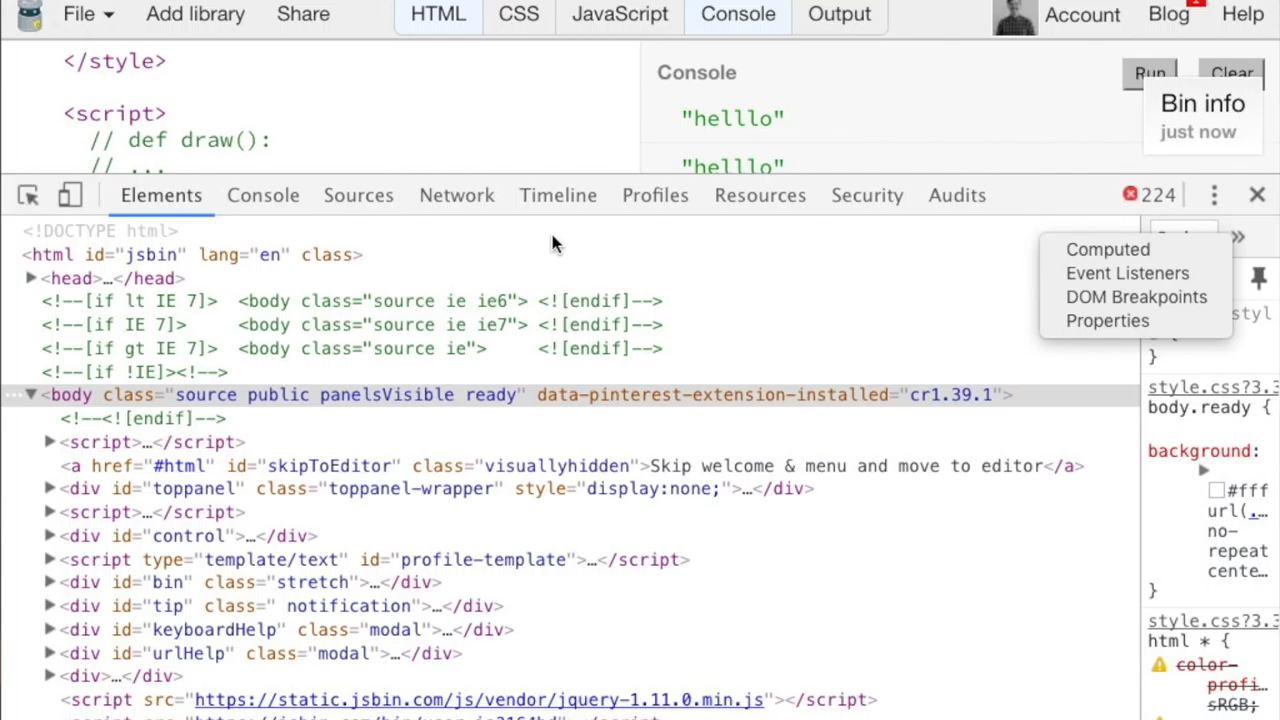 File Add library Share HTML CSS JavaScript Console Output Account Blog 1 Help
</style>
<script>
// def draw():
// ...
Console Run Clear
"helllo"
"helllo"
Bin info
just now
Elements Console Sources Network Timeline Profiles Resources Security Audits 224
<!DOCTYPE html>
<html id="jsbin" lang="en" class>
<head>…</head>
<!--[if lt IE 7]>  <body class="source ie ie6"> <![endif]-->
<!--[if IE 7]>     <body class="source ie ie7"> <![endif]-->
<!--[if gt IE 7]>  <body class="source ie">     <![endif]-->
<!--[if !IE]><!-->
<body class="source public panelsVisible ready" data-pinterest-extension-installed="cr1.39.1">
<!--<![endif]-->
<script>…</script>
<a href="#html" id="skipToEditor" class="visuallyhidden">Skip welcome & menu and move to editor</a>
<div id="toppanel" class="toppanel-wrapper" style="display:none;">…</div>
<script>…</script>
<div id="control">…</div>
<script type="template/text" id="profile-template">…</script>
<div id="bin" class="stretch">…</div>
<div id="tip" class=" notification">…</div>
<div id="keyboardHelp" class="modal">…</div>
<div id="urlHelp" class="modal">…</div>
<div>…</div>
<script src="https://static.jsbin.com/js/vendor/jquery-1.11.0.min.js"></script>
Computed
Event Listeners
DOM Breakpoints
Properties
}
style.css?3.3
body.ready {
background:
#fff
url(…
no-
repeat
cente…
}
style.css?3.3
html * {
color-
profi…
sRGB;